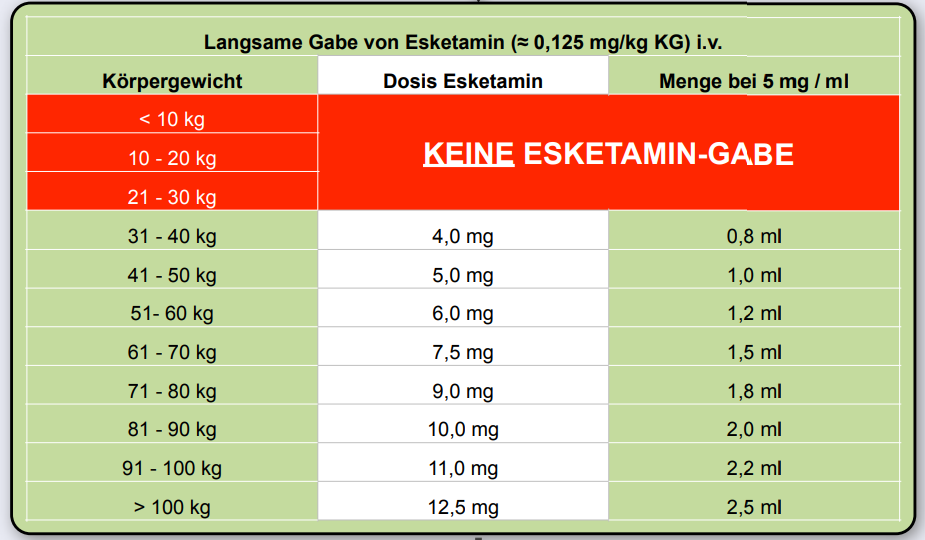 Langsame Gabe von Esketamin (≈ 0,125 mg/kg KG) i.v.
Körpergewicht Dosis Esketamin Menge bei 5 mg / ml
< 10 kg
10 - 20 kg
KEINE ESKETAMIN-GABE
21 - 30 kg
31 - 40 kg 4,0 mg 0,8 ml
41 - 50 kg 5,0 mg 1,0 ml
51- 60 kg 6,0 mg 1,2 ml
61 - 70 kg 7,5 mg 1,5 ml
71 - 80 kg 9,0 mg 1,8 ml
81 - 90 kg 10,0 mg 2,0 ml
91 - 100 kg 11,0 mg 2,2 ml
> 100 kg 12,5 mg 2,5 ml